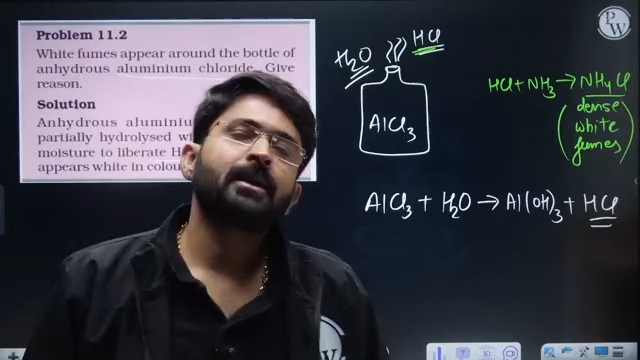 Problem 11.2
White fumes appear around the bottle of
anhydrous aluminium chloride. Give
reason.
Solution
Anhydrous aluminium
partially hydrolysed wi
moisture to liberate H
appears white in colou
H₂O
HCl
AlCl₃
HCl + NH₃ → NH₄Cl
dense
white
fumes
AlCl₃ + H₂O → Al(OH)₃ + HCl
P
W
W